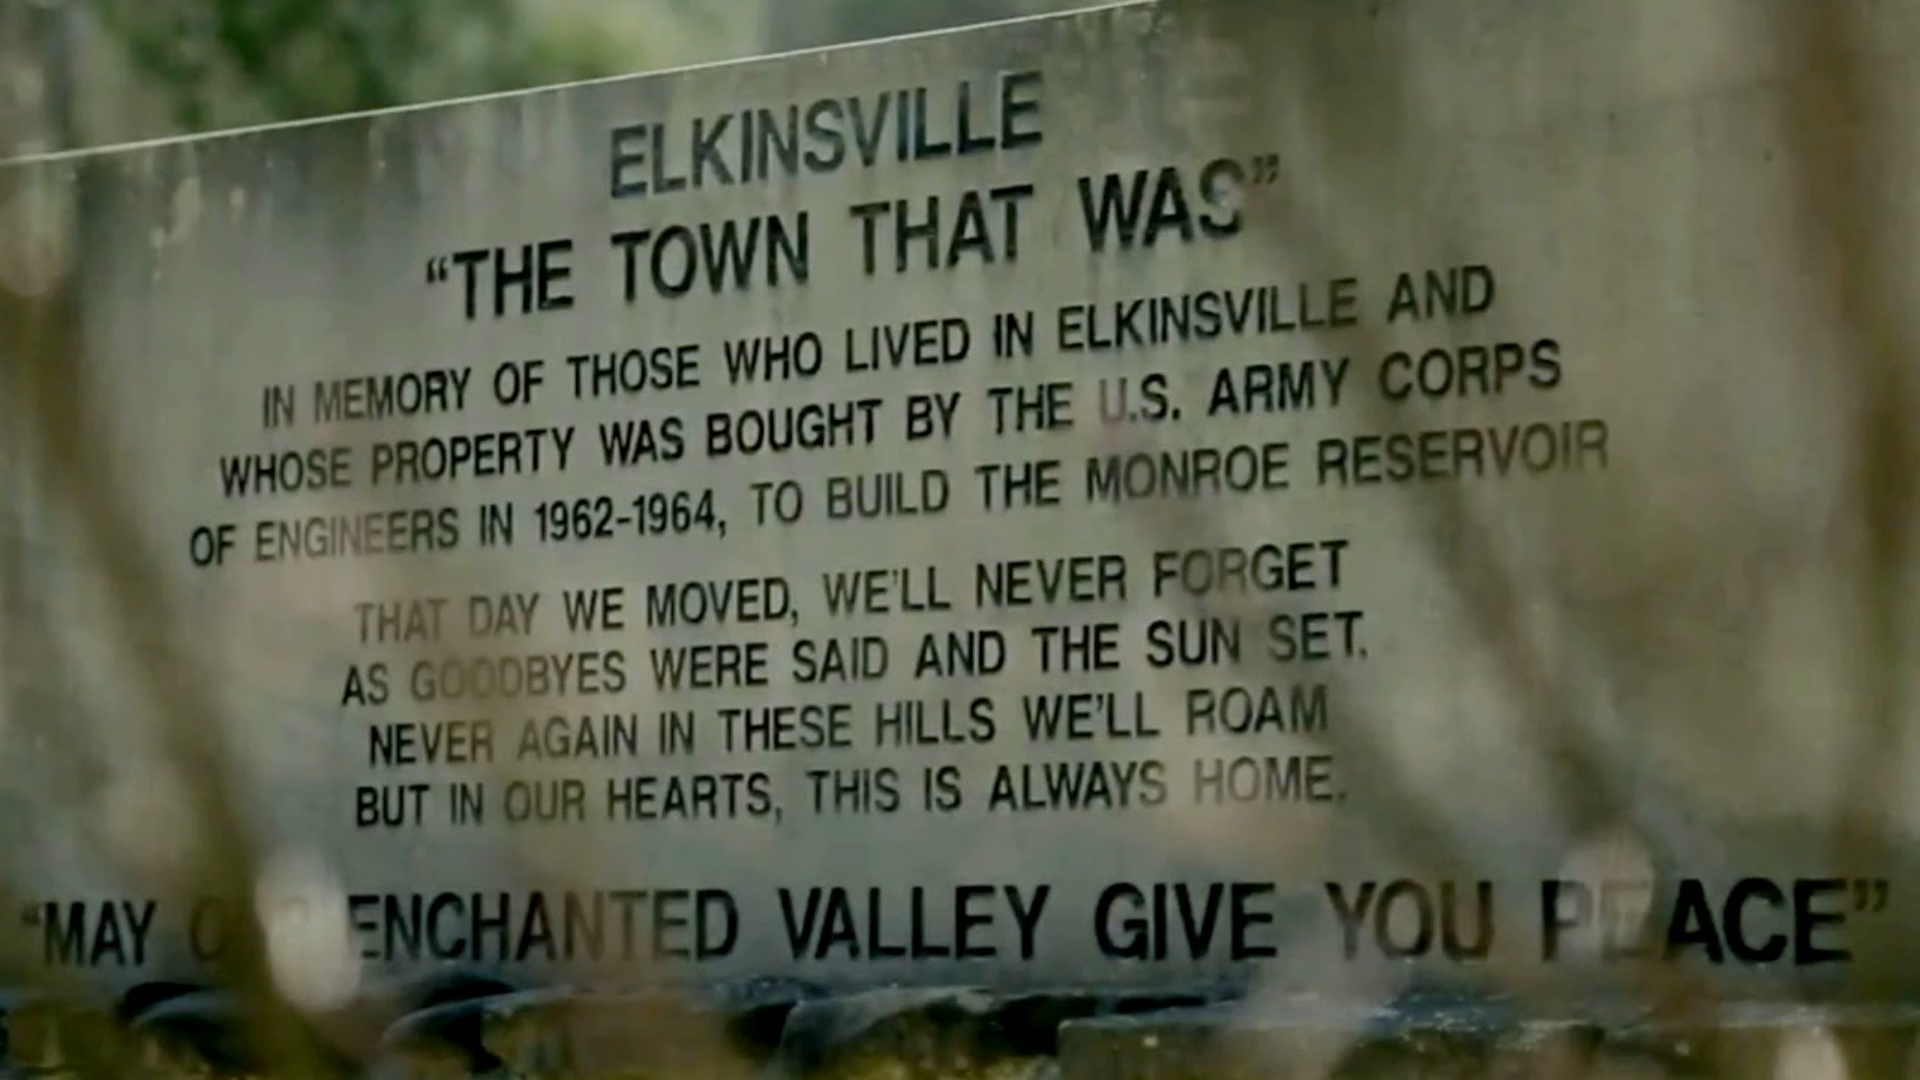 ELKINSVILLE
“THE TOWN THAT WAS”
IN MEMORY OF THOSE WHO LIVED IN ELKINSVILLE AND
WHOSE PROPERTY WAS BOUGHT BY THE U.S. ARMY CORPS
OF ENGINEERS IN 1962-1964, TO BUILD THE MONROE RESERVOIR
THAT DAY WE MOVED, WE'LL NEVER FORGET
AS GOODBYES WERE SAID AND THE SUN SET.
NEVER AGAIN IN THESE HILLS WE'LL ROAM
BUT IN OUR HEARTS, THIS IS ALWAYS HOME.
“MAY ENCHANTED VALLEY GIVE YOU PEACE”